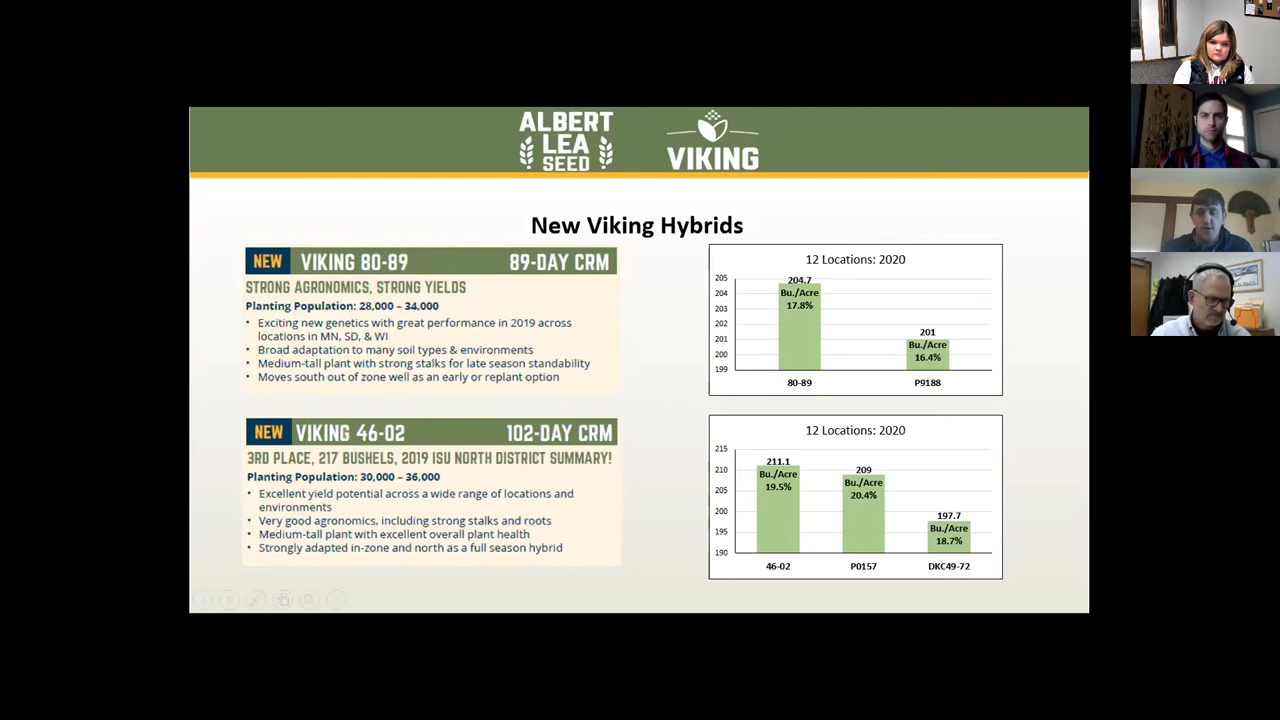 ALBERT
LEA
SEED
VIKING
New Viking Hybrids
NEW VIKING 80-89 89-DAY CRM
STRONG AGRONOMICS, STRONG YIELDS
Planting Population: 28,000 – 34,000
• Exciting new genetics with great performance in 2019 across
locations in MN, SD, & WI
• Broad adaptation to many soil types & environments
• Medium-tall plant with strong stalks for late season standability
• Moves south out of zone well as an early or replant option
12 Locations: 2020
205
204
203
202
201
200
199
204.7
Bu./Acre
17.8%
201
Bu./Acre
16.4%
80-89 P9188
NEW VIKING 46-02 102-DAY CRM
3RD PLACE, 217 BUSHELS, 2019 ISU NORTH DISTRICT SUMMARY!
Planting Population: 30,000 – 36,000
• Excellent yield potential across a wide range of locations and
environments
• Very good agronomics, including strong stalks and roots
• Medium-tall plant with excellent overall plant health
• Strongly adapted in-zone and north as a full season hybrid
12 Locations: 2020
215
210
205
200
195
190
211.1
Bu./Acre
19.5%
209
Bu./Acre
20.4%
197.7
Bu./Acre
18.7%
46-02 P0157 DKC49-72